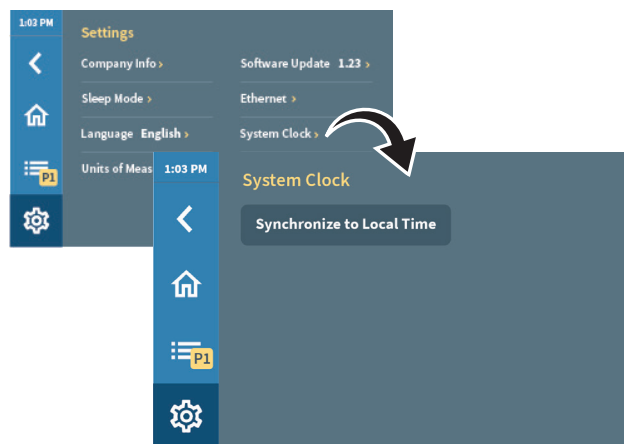 1:03 PM
Settings
Company Info >
Software Update 1.23 >
Sleep Mode >
Ethernet >
Language English >
System Clock >
Units of Meas
P1
1:03 PM
System Clock
Synchronize to Local Time
P1